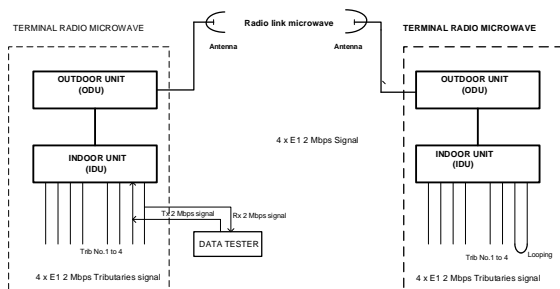 TERMINAL RADIO MICROWAVE
Radio link microwave
TERMINAL RADIO MICROWAVE
Antenna
Antenna
OUTDOOR UNIT
(ODU)
OUTDOOR UNIT
(ODU)
4 x E1 2 Mbps Signal
INDOOR UNIT
(IDU)
INDOOR UNIT
(IDU)
Tx 2 Mbps signal
Rx 2 Mbps signal
DATA TESTER
Trib No.1 to 4
Trib No.1 to 4
Looping
4 x E1 2 Mbps Tributaries signal
4 x E1 2 Mbps Tributaries signal